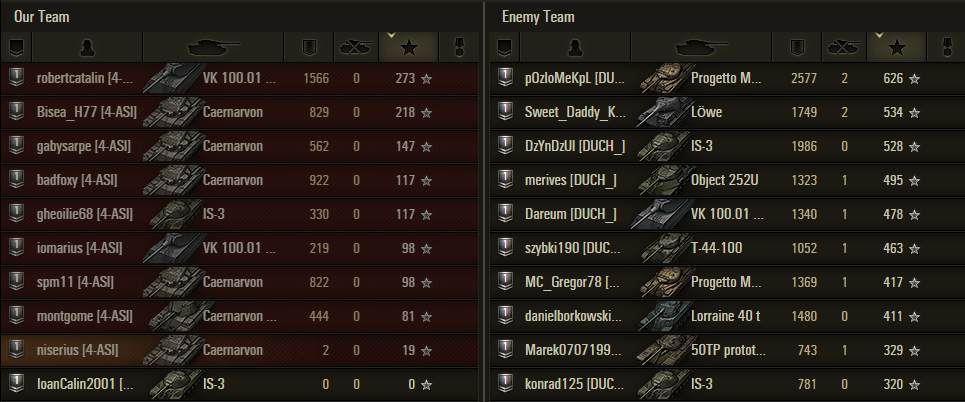 Our Team
robertcatalin [4-... VK 100.01 ... 1566 0 273
Bisea_H77 [4-ASI] Caernarvon 829 0 218
gabysarpe [4-ASI] Caernarvon 562 0 147
badfoxy [4-ASI] Caernarvon 922 0 117
gheoilie68 [4-ASI] IS-3 330 0 117
iomarius [4-ASI] VK 100.01 ... 219 0 98
spm11 [4-ASI] Caernarvon 822 0 98
montgome [4-ASI] Caernarvon ... 444 0 81
niserius [4-ASI] Caernarvon 2 0 19
IoanCalin2001 [... IS-3 0 0 0
Enemy Team
pOzIoMeKpL [DU... Progetto M... 2577 2 626
Sweet_Daddy_K... Löwe 1749 2 534
DzYnDzUl [DUCH_] IS-3 1986 0 528
merives [DUCH_] Object 252U 1323 1 495
Dareum [DUCH_] VK 100.01 ... 1340 1 478
szybki190 [DUC... T-44-100 1052 1 463
MC_Gregor78 [... Progetto M... 1369 1 417
danielborkowski... Lorraine 40 t 1480 0 411
Marek0707199... 50TP protot... 743 1 329
konrad125 [DUC... IS-3 781 0 320